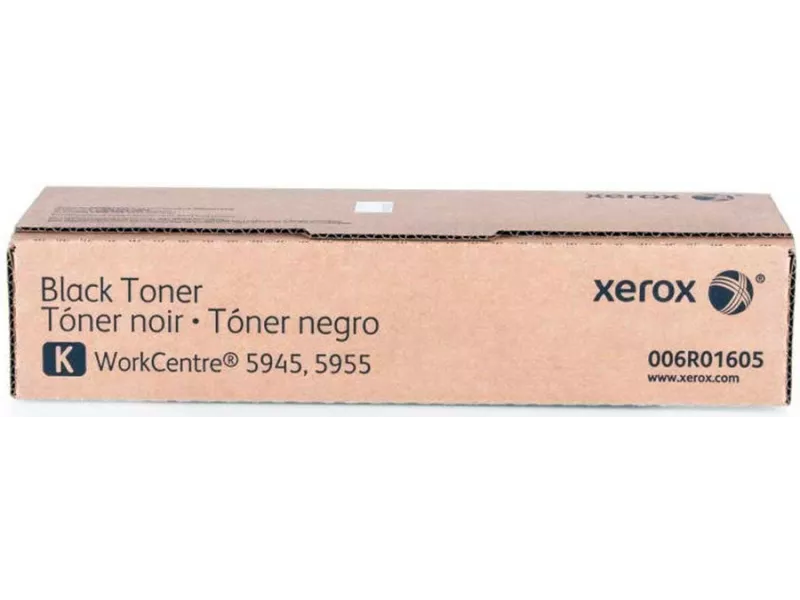 xerox
Black Toner
Tóner noir • Tóner negro
K WorkCentre® 5945, 5955
xerox ®
006R01605
www.xerox.com